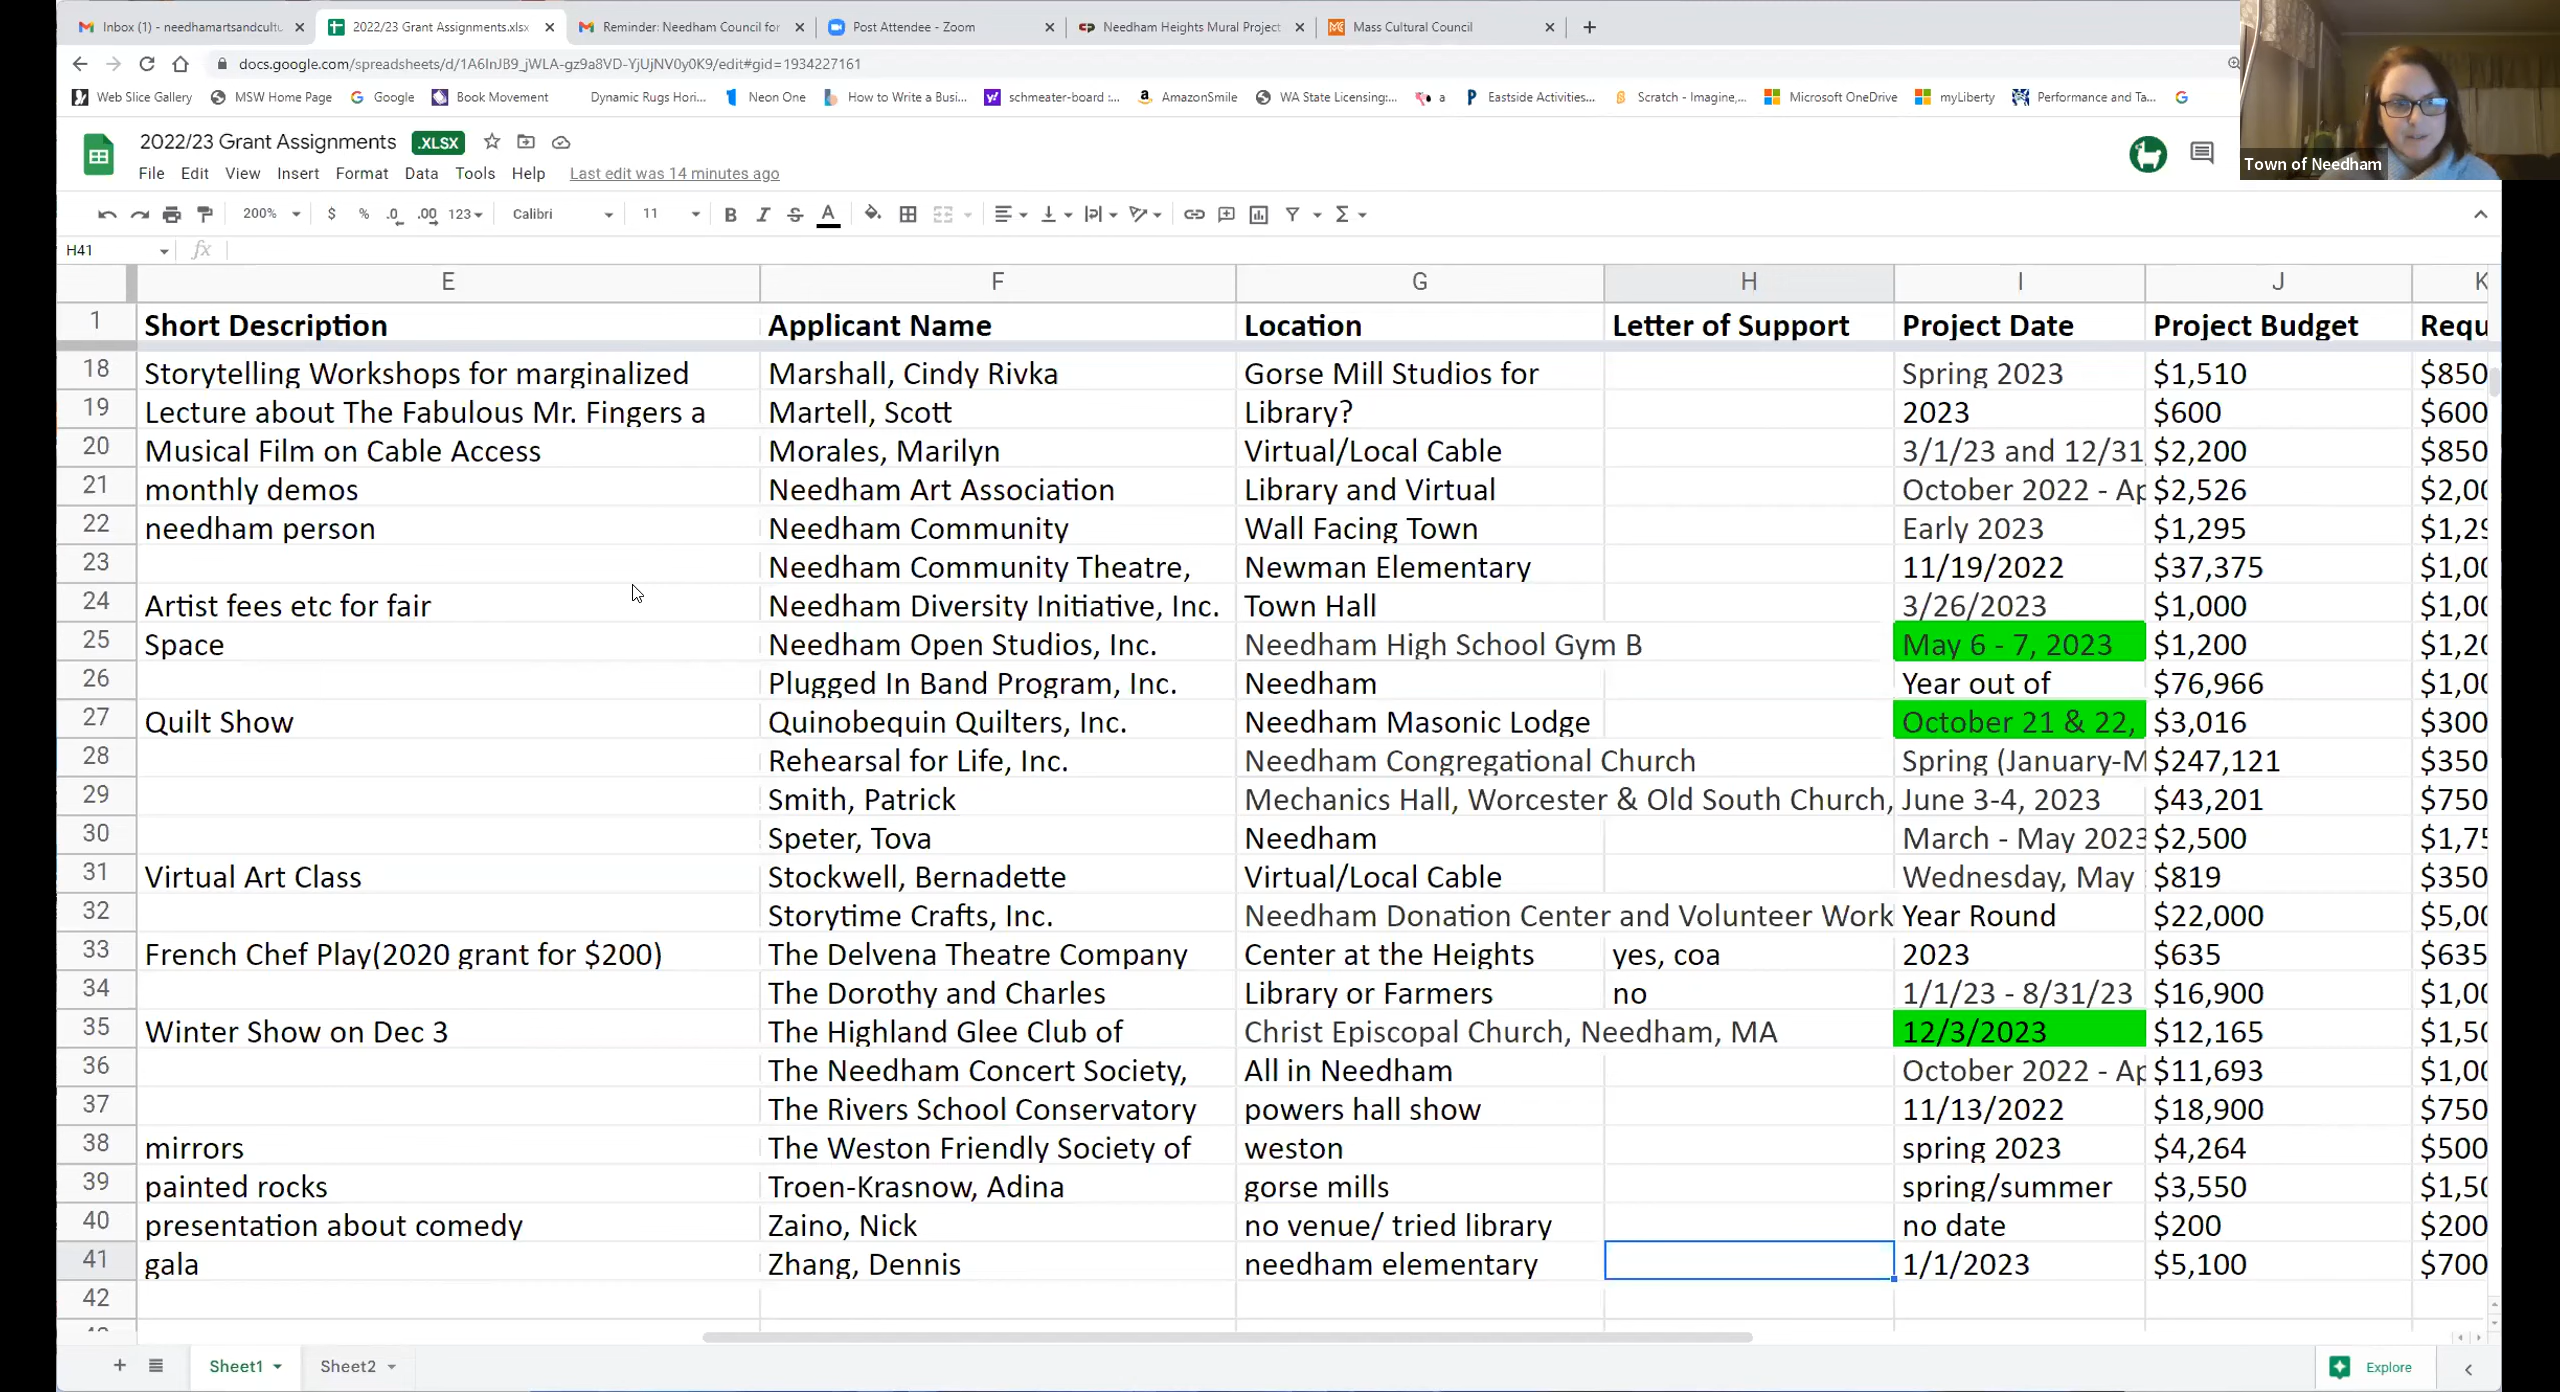 Inbox (1) - needhamartsandcultu
2022/23 Grant Assignments.xlsx
Reminder: Needham Council for
Post Attendee - Zoom
Needham Heights Mural Project
Mass Cultural Council
docs.google.com/spreadsheets/d/1A6InJB9_jWLA-gz9a8VD-YjUjNV0y0K9/edit#gid=1934227161
Web Slice Gallery MSW Home Page Google Book Movement Dynamic Rugs Hori... Neon One How to Write a Busi... schmeater-board :... AmazonSmile WA State Licensing:... a Eastside Activities... Scratch - Imagine,... Microsoft OneDrive myLiberty Performance and Ta...
2022/23 Grant Assignments .XLSX
Town of Needham
File Edit View Insert Format Data Tools Help Last edit was 14 minutes ago
200% $ % .0 .00 123 Calibri 11 B I S A
H41 fx
E F G H I J K
1 Short Description Applicant Name Location Letter of Support Project Date Project Budget Requ
18 Storytelling Workshops for marginalized Marshall, Cindy Rivka Gorse Mill Studios for Spring 2023 $1,510 $850
19 Lecture about The Fabulous Mr. Fingers a Martell, Scott Library? 2023 $600 $600
20 Musical Film on Cable Access Morales, Marilyn Virtual/Local Cable 3/1/23 and 12/31 $2,200 $850
21 monthly demos Needham Art Association Library and Virtual October 2022 - Ap $2,526 $2,00
22 needham person Needham Community Wall Facing Town Early 2023 $1,295 $1,29
23 Needham Community Theatre, Newman Elementary 11/19/2022 $37,375 $1,00
24 Artist fees etc for fair Needham Diversity Initiative, Inc. Town Hall 3/26/2023 $1,000 $1,00
25 Space Needham Open Studios, Inc. Needham High School Gym B May 6 - 7, 2023 $1,200 $1,20
26 Plugged In Band Program, Inc. Needham Year out of $76,966 $1,00
27 Quilt Show Quinobequin Quilters, Inc. Needham Masonic Lodge October 21 & 22, $3,016 $300
28 Rehearsal for Life, Inc. Needham Congregational Church Spring (January-M $247,121 $350
29 Smith, Patrick Mechanics Hall, Worcester & Old South Church, June 3-4, 2023 $43,201 $750
30 Speter, Tova Needham March - May 2023 $2,500 $1,75
31 Virtual Art Class Stockwell, Bernadette Virtual/Local Cable Wednesday, May $819 $350
32 Storytime Crafts, Inc. Needham Donation Center and Volunteer Work Year Round $22,000 $5,00
33 French Chef Play(2020 grant for $200) The Delvena Theatre Company Center at the Heights yes, coa 2023 $635 $635
34 The Dorothy and Charles Library or Farmers no 1/1/23 - 8/31/23 $16,900 $1,00
35 Winter Show on Dec 3 The Highland Glee Club of Christ Episcopal Church, Needham, MA 12/3/2023 $12,165 $1,50
36 The Needham Concert Society, All in Needham October 2022 - Ap $11,693 $1,00
37 The Rivers School Conservatory powers hall show 11/13/2022 $18,900 $750
38 mirrors The Weston Friendly Society of weston spring 2023 $4,264 $500
39 painted rocks Troen-Krasnow, Adina gorse mills spring/summer $3,550 $1,50
40 presentation about comedy Zaino, Nick no venue/ tried library no date $200 $200
41 gala Zhang, Dennis needham elementary 1/1/2023 $5,100 $700
42
Sheet1 Sheet2 Explore